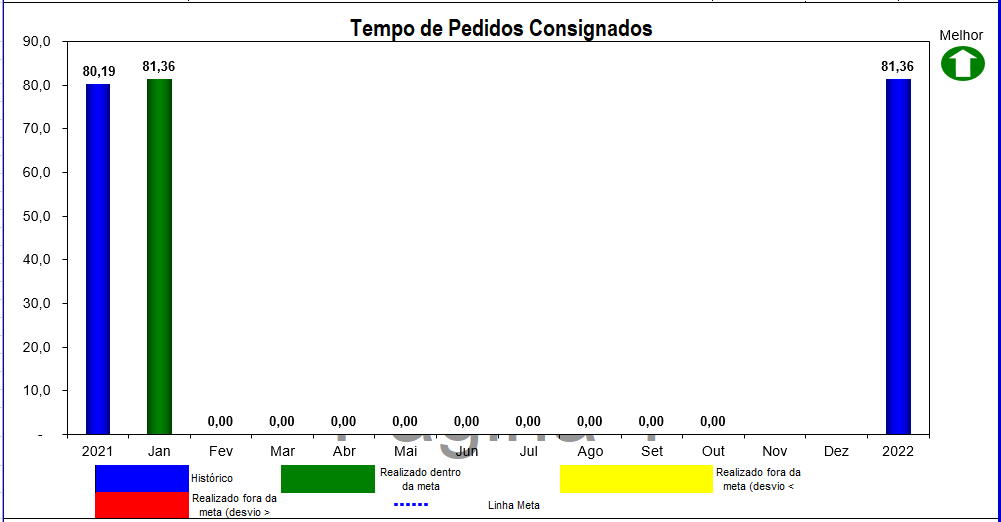 Tempo de Pedidos Consignados
Melhor
90,0
80,0
70,0
60,0
50,0
40,0
30,0
20,0
10,0
-
80,19
81,36
0,00 0,00 0,00 0,00 0,00 0,00 0,00 0,00 0,00
81,36
2021 Jan Fev Mar Abr Mai Jun Jul Ago Set Out Nov Dez 2022
Histórico
Realizado dentro
da meta
Realizado fora da
meta (desvio <
Realizado fora da
meta (desvio >
Linha Meta